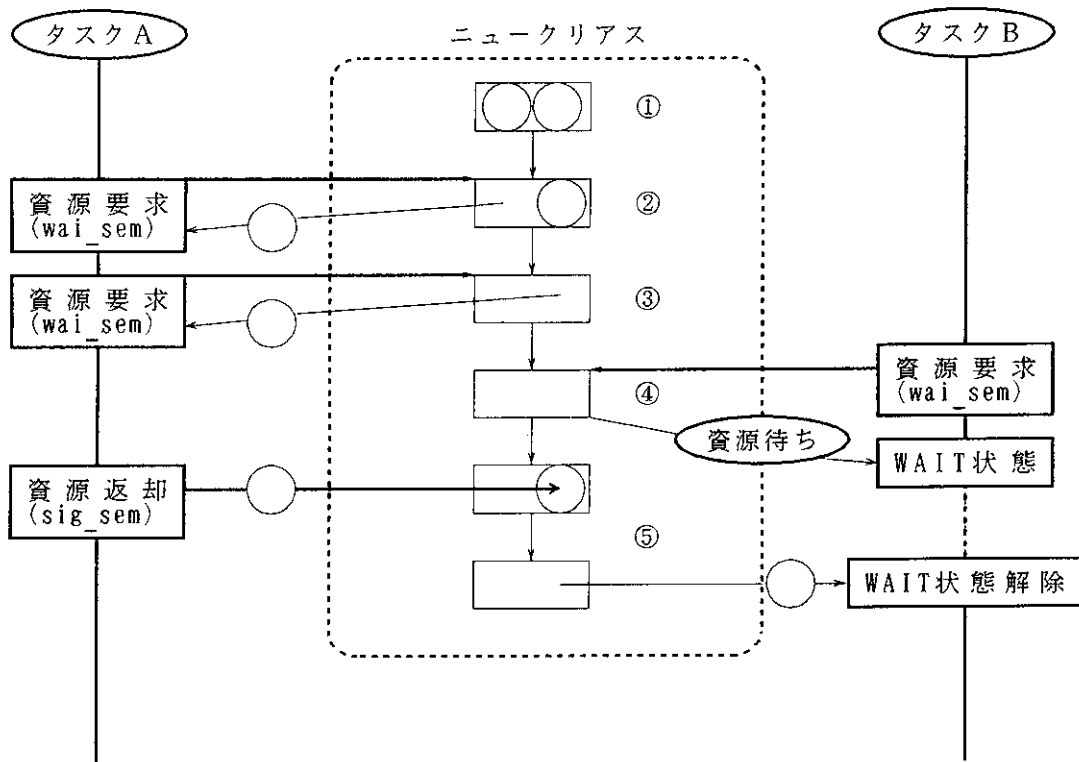 タスクA
ニュークリアス
タスクB
①
資源要求
(wai_sem)
②
資源要求
(wai_sem)
③
資源要求
(wai_sem)
④
資源待ち
WAIT状態
資源返却
(sig_sem)
⑤
WAIT状態解除